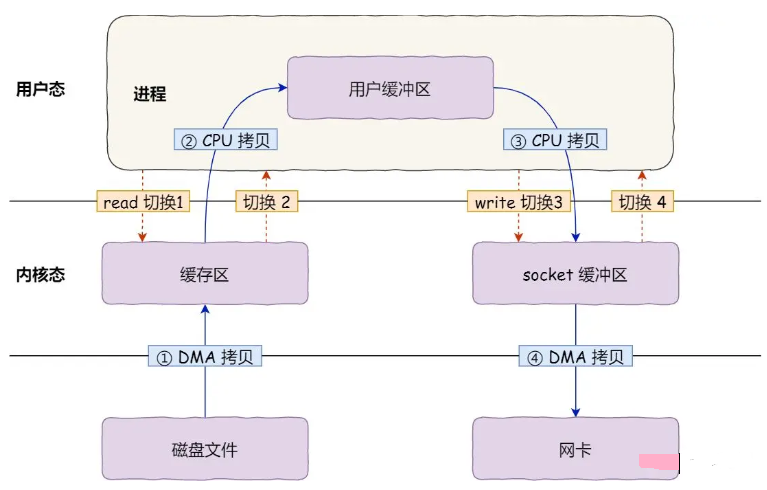 用户态
进程
用户缓冲区
② CPU 拷贝
③ CPU 拷贝
read 切换1
切换 2
write 切换3
切换 4
内核态
缓存区
socket 缓冲区
① DMA 拷贝
④ DMA 拷贝
磁盘文件
网卡